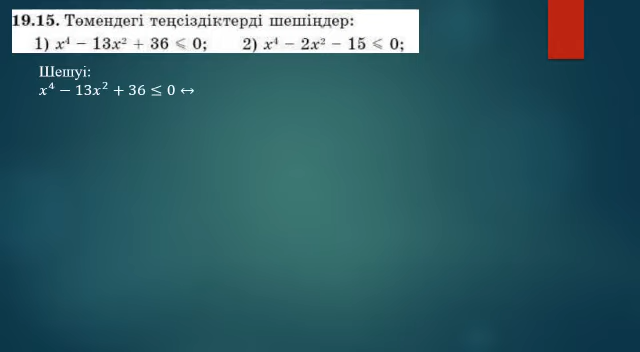 19.15. Төмендегі теңсіздіктерді шешіңдер:
1) x⁴ − 13x² + 36 ⩽ 0; 2) x⁴ − 2x² − 15 ⩽ 0;
Шешуі:
𝑥⁴ − 13𝑥² + 36 ≤ 0 ↔